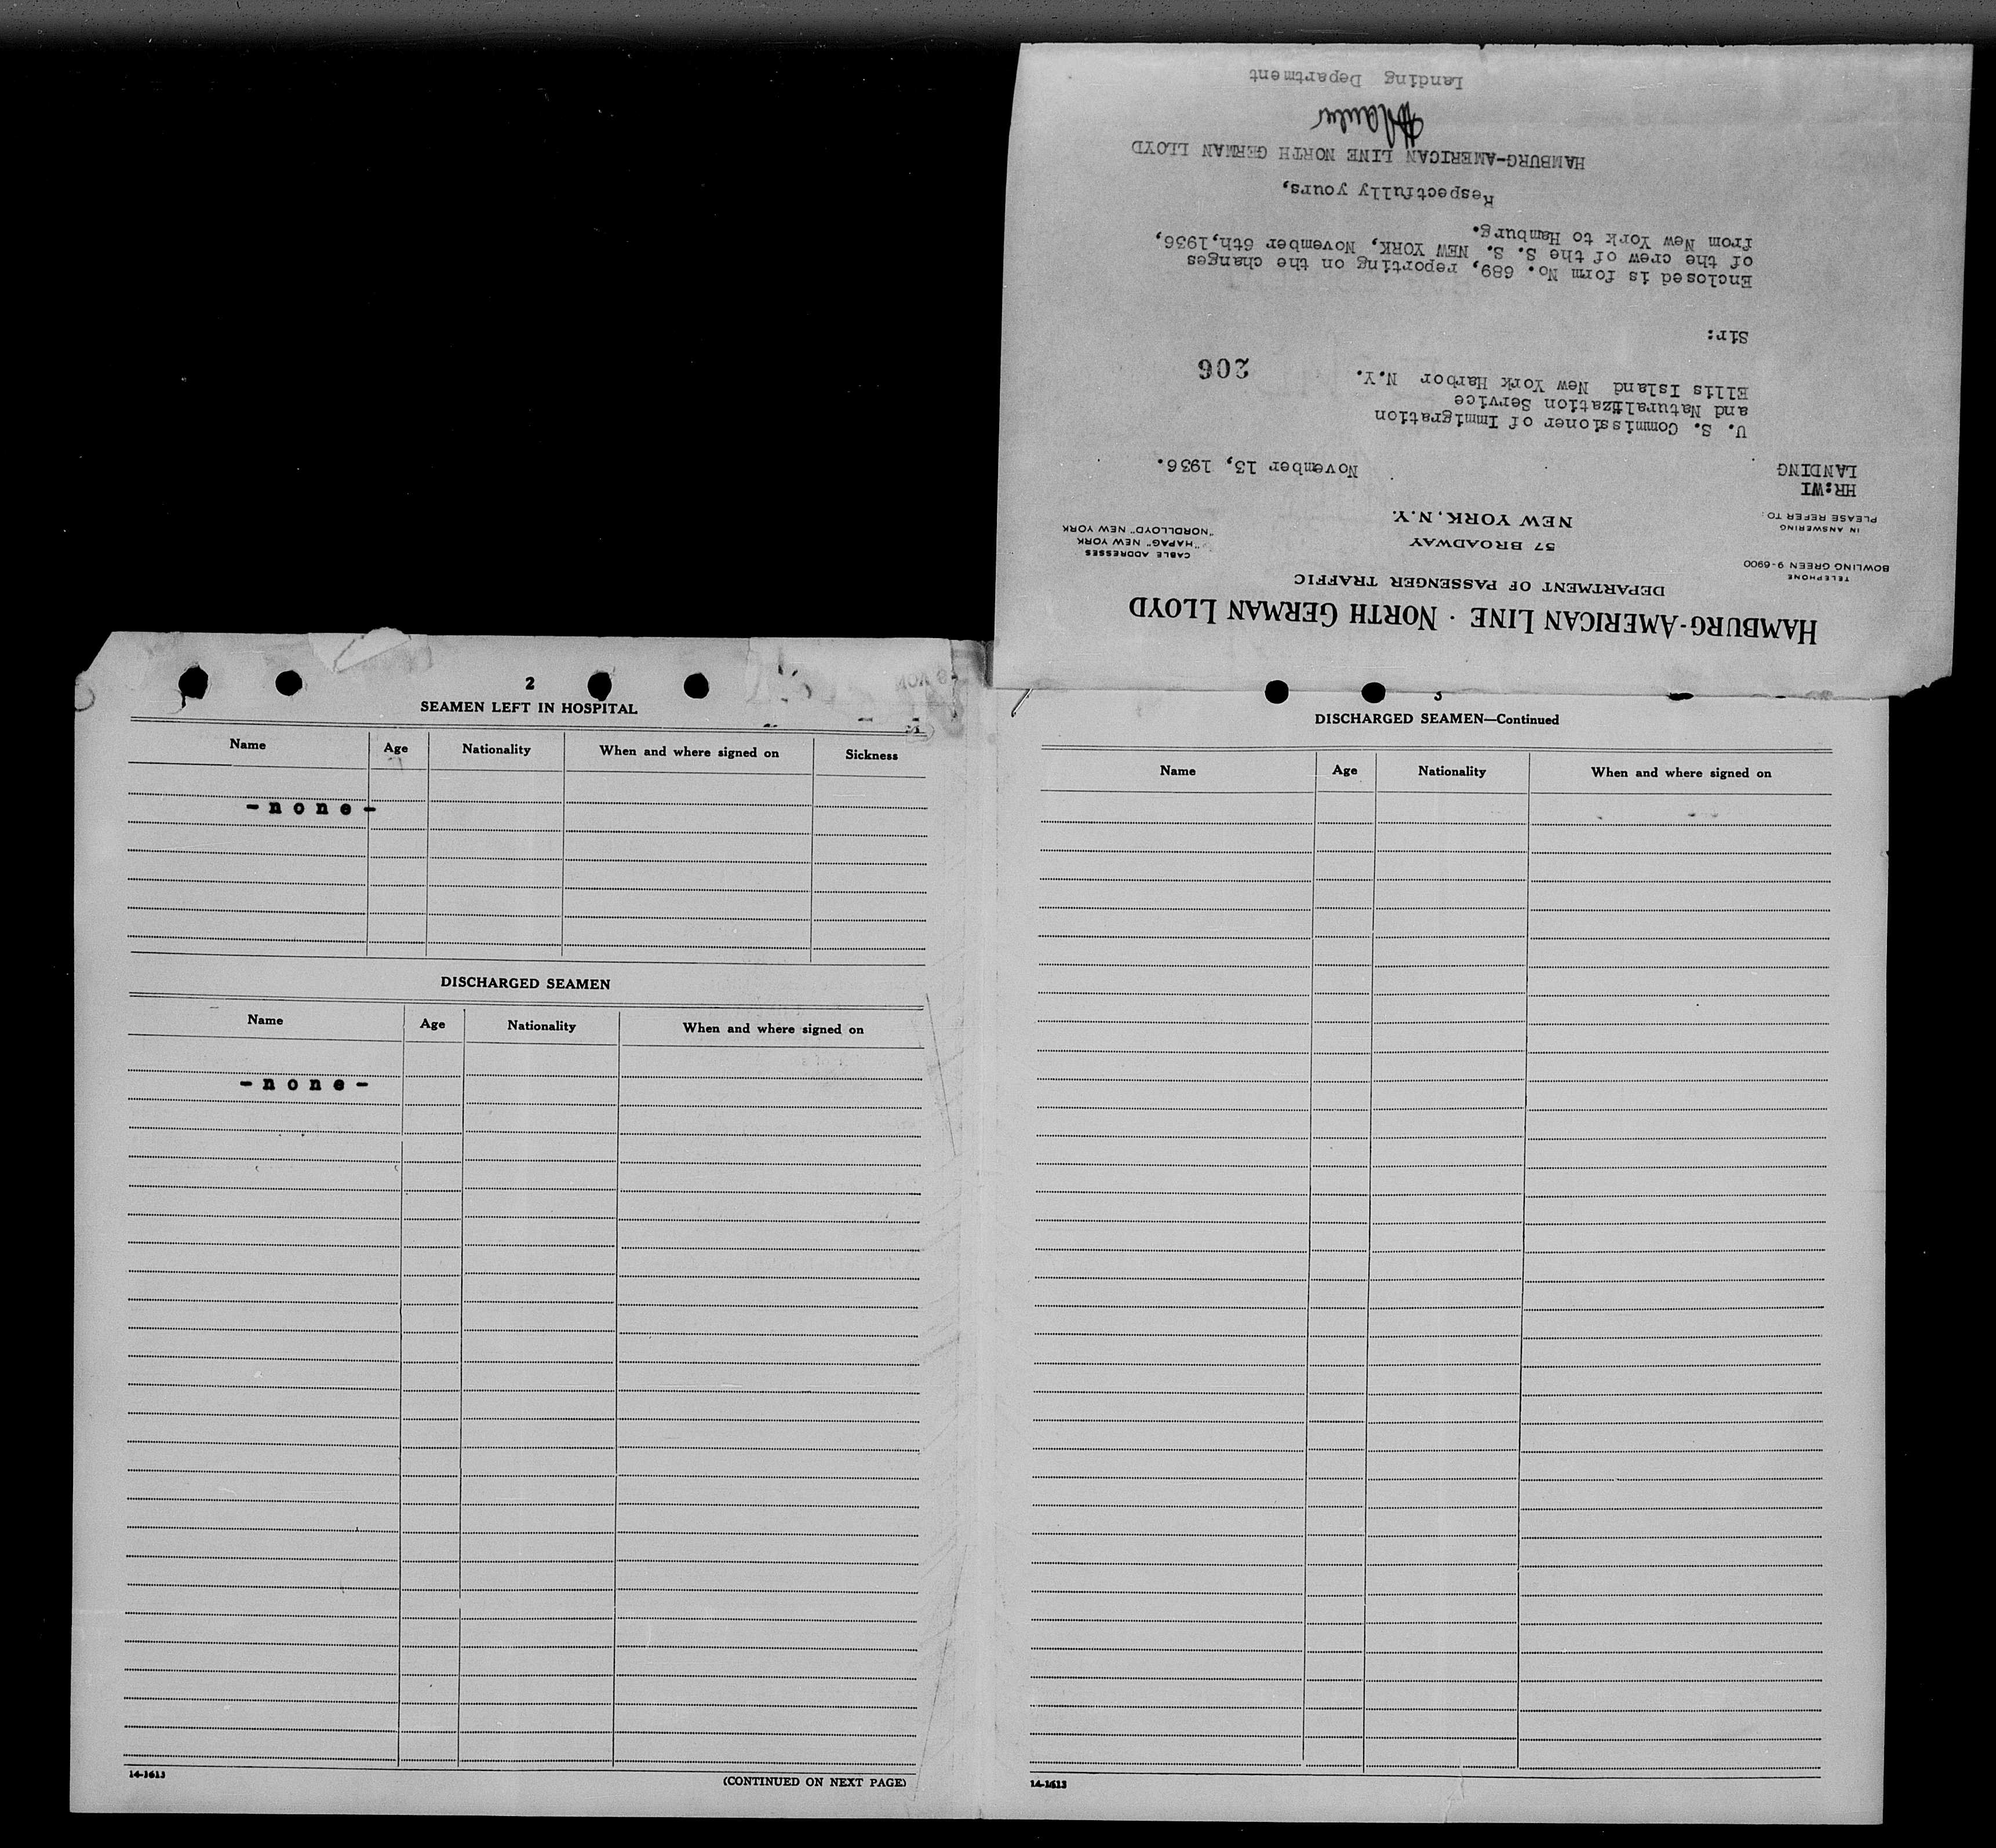 HAMBURG-AMERICAN LINE · NORTH GERMAN LLOYD
DEPARTMENT OF PASSENGER TRAFFIC
TELEPHONE
BOWLING GREEN 9-6900
57 BROADWAY
NEW YORK, N.Y.
CABLE ADDRESSES
"HAPAG" NEW YORK
"NORDLLOYD" NEW YORK
IN ANSWERING
PLEASE REFER TO:
HR:WI
LANDING
November 13, 1936.
U. S. Commissioner of Immigration
and Naturalization Service
Ellis Island New York Harbor N.Y.
206
Sir:
Enclosed is form No. 689, reporting on the changes
of the crew of the S. S. NEW YORK, November 6th,1936,
from New York to Hamburg.
Respectfully yours,
HAMBURG-AMERICAN LINE NORTH GERMAN LLOYD
Landing Department
2
SEAMEN LEFT IN HOSPITAL
Name Age Nationality When and where signed on Sickness
- n o n e -
DISCHARGED SEAMEN
Name Age Nationality When and where signed on
- n o n e -
14-1613
(CONTINUED ON NEXT PAGE)
3
DISCHARGED SEAMEN—Continued
Name Age Nationality When and where signed on
14-1613